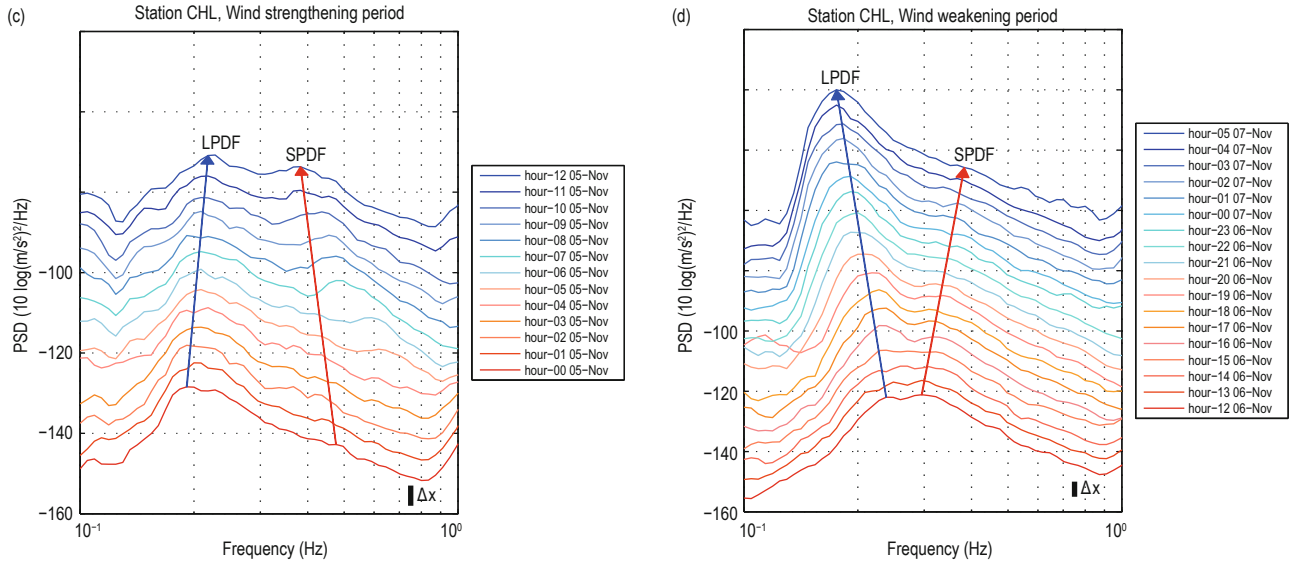 (c)
Station CHL, Wind strengthening period
LPDF
SPDF
PSD (10 log(m/s²)²/Hz)
−100
−120
−140
−160
Δx
10⁻¹
10⁰
Frequency (Hz)
hour−12 05−Nov
hour−11 05−Nov
hour−10 05−Nov
hour−09 05−Nov
hour−08 05−Nov
hour−07 05−Nov
hour−06 05−Nov
hour−05 05−Nov
hour−04 05−Nov
hour−03 05−Nov
hour−02 05−Nov
hour−01 05−Nov
hour−00 05−Nov
(d)
Station CHL, Wind weakening period
LPDF
SPDF
PSD (10 log(m/s²)²/Hz)
−100
−120
−140
−160
Δx
10⁻¹
10⁰
Frequency (Hz)
hour−05 07−Nov
hour−04 07−Nov
hour−03 07−Nov
hour−02 07−Nov
hour−01 07−Nov
hour−00 07−Nov
hour−23 06−Nov
hour−22 06−Nov
hour−21 06−Nov
hour−20 06−Nov
hour−19 06−Nov
hour−18 06−Nov
hour−17 06−Nov
hour−16 06−Nov
hour−15 06−Nov
hour−14 06−Nov
hour−13 06−Nov
hour−12 06−Nov